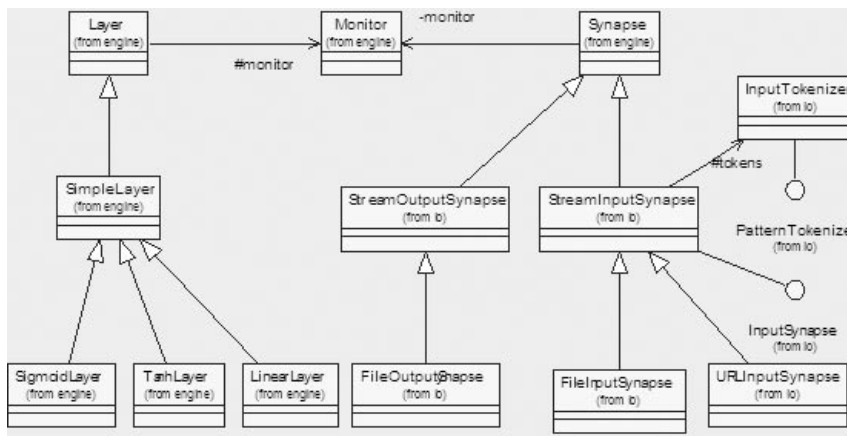 Layer
(from engine)
Monitor
(from engine)
-monitor
Synapse
(from engine)
#monitor
InputTokenizer
(from io)
#tokens
SimpleLayer
(from engine)
StreamOutputSynapse
(from io)
StreamInputSynapse
(from io)
PatternTokenizer
(from io)
InputSynapse
(from io)
SigmoidLayer
(from engine)
TanhLayer
(from engine)
LinearLayer
(from engine)
FileOutputSynapse
(from io)
FileInputSynapse
(from io)
URLInputSynapse
(from io)